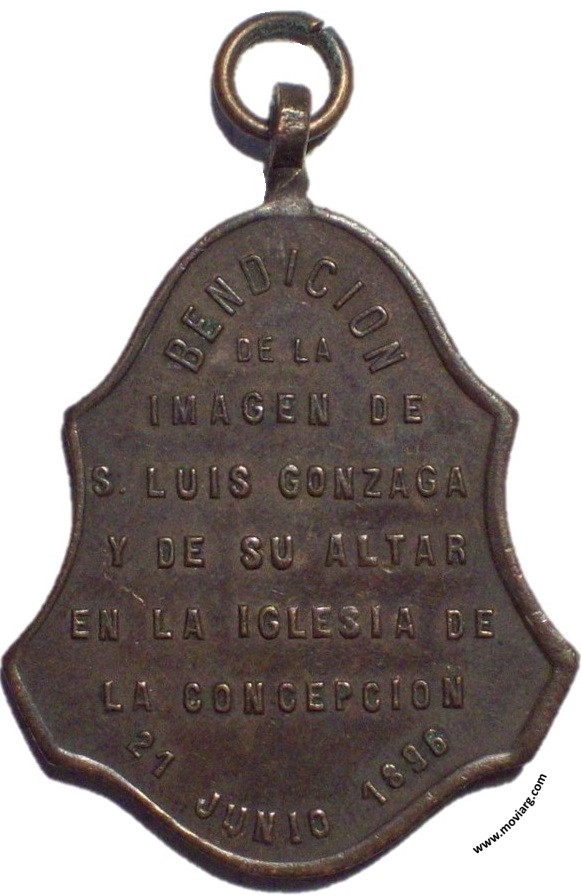 BENDICION
DE LA
IMAGEN DE
S. LUIS GONZAGA
Y DE SU ALTAR
EN LA IGLESIA DE
LA CONCEPCION
21 JUNIO 1896
www.moviarg.com